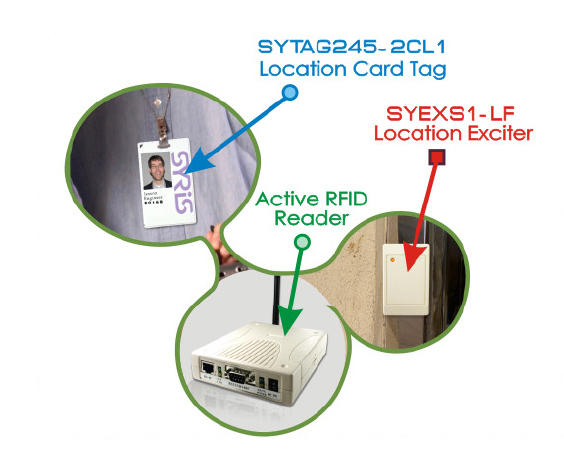 SYTAG245-2CL1
Location Card Tag
SYEXS1-LF
Location Exciter
SYRIS
Active RFID
Reader